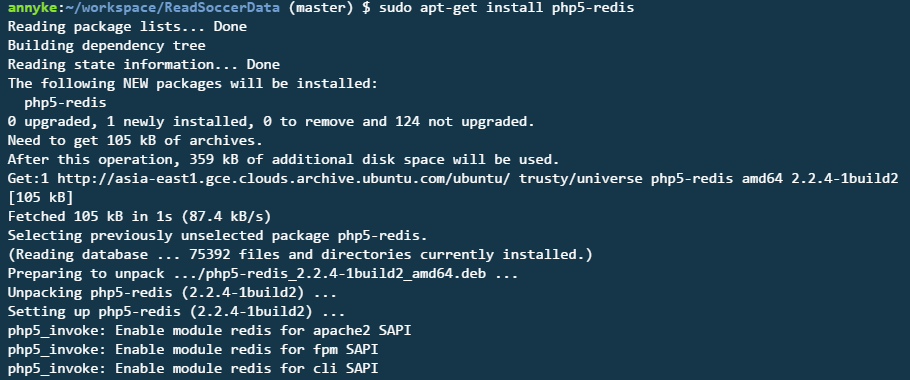 annyke:~/workspace/ReadSoccerData (master) $ sudo apt-get install php5-redis
Reading package lists... Done
Building dependency tree
Reading state information... Done
The following NEW packages will be installed:
  php5-redis
0 upgraded, 1 newly installed, 0 to remove and 124 not upgraded.
Need to get 105 kB of archives.
After this operation, 359 kB of additional disk space will be used.
Get:1 http://asia-east1.gce.clouds.archive.ubuntu.com/ubuntu/ trusty/universe php5-redis amd64 2.2.4-1build2
[105 kB]
Fetched 105 kB in 1s (87.4 kB/s)
Selecting previously unselected package php5-redis.
(Reading database ... 75392 files and directories currently installed.)
Preparing to unpack .../php5-redis_2.2.4-1build2_amd64.deb ...
Unpacking php5-redis (2.2.4-1build2) ...
Setting up php5-redis (2.2.4-1build2) ...
php5_invoke: Enable module redis for apache2 SAPI
php5_invoke: Enable module redis for fpm SAPI
php5_invoke: Enable module redis for cli SAPI